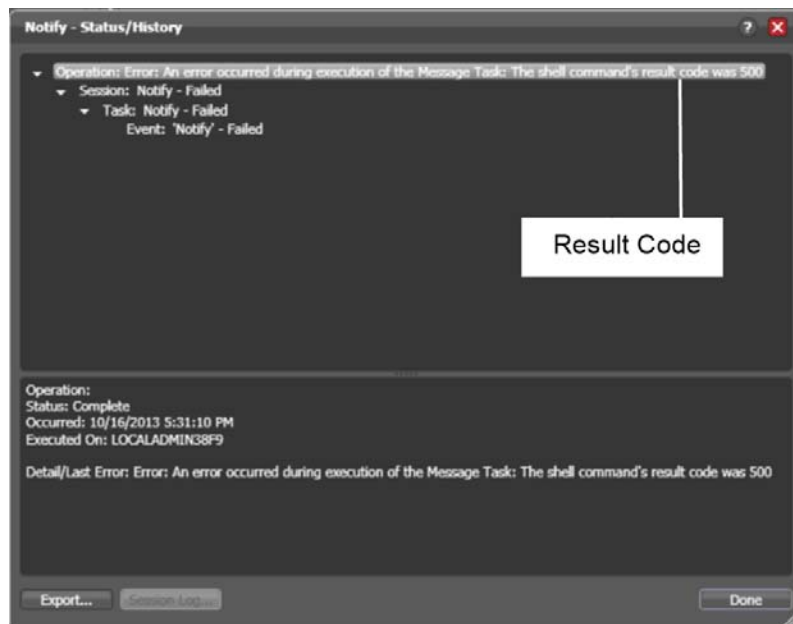 Notify - Status/History
?
Operation: Error: An error occurred during execution of the Message Task: The shell command's result code was 500
Session: Notify - Failed
Task: Notify - Failed
Event: 'Notify' - Failed
Result Code
Operation:
Status: Complete
Occurred: 10/16/2013 5:31:10 PM
Executed On: LOCALADMIN38F9
Detail/Last Error: Error: An error occurred during execution of the Message Task: The shell command's result code was 500
Export...
Session Log...
Done